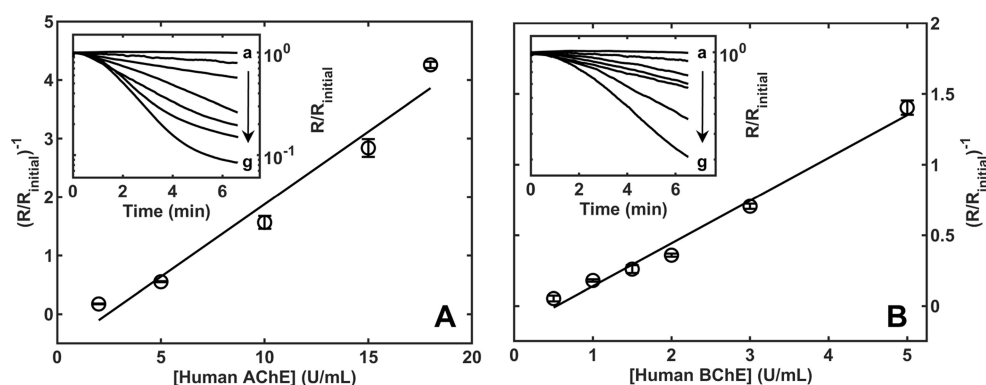 5
4
3
2
1
0
(R/R_initial)^-1
0
5
10
15
20
[Human AChE] (U/mL)
A
a
g
10^0
10^-1
R/R_initial
0
2
4
6
Time (min)
2
1.5
1
0.5
0
(R/R_initial)^-1
0
1
2
3
4
5
[Human BChE] (U/mL)
B
a
g
10^0
R/R_initial
0
2
4
6
Time (min)